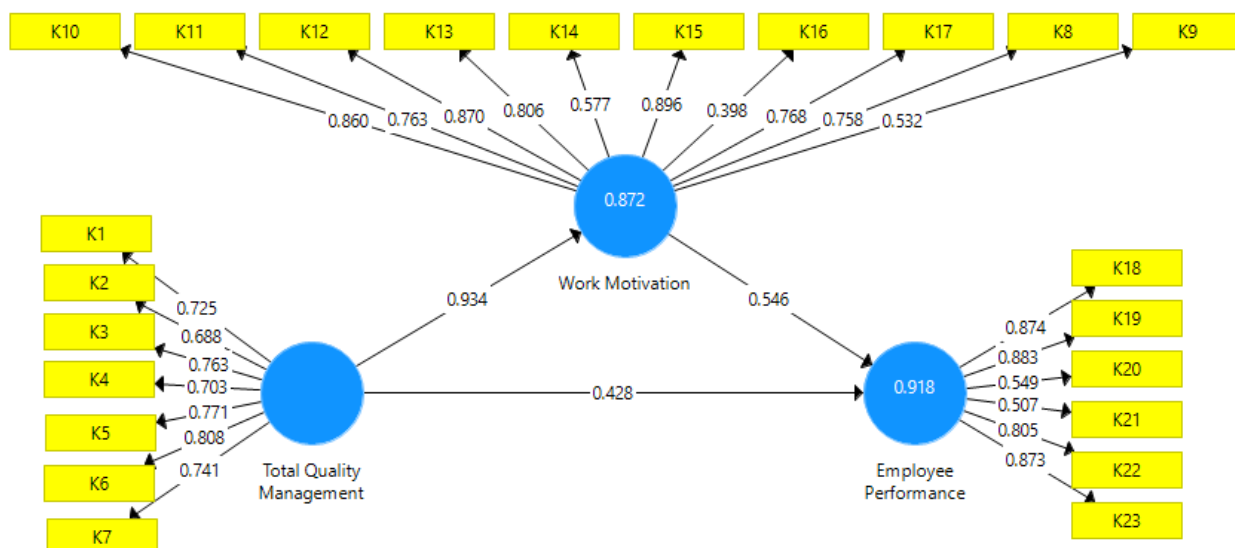 K10 K11 K12 K13 K14 K15 K16 K17 K8 K9
0.860 0.763 0.870 0.806 0.577 0.896 0.398 0.768 0.758 0.532
0.872
Work Motivation
K1
K2
K3
K4
K5
K6
K7
0.725
0.688
0.763
0.703
0.771
0.808
0.741
Total Quality
Management
0.934
0.546
0.428
0.918
Employee
Performance
0.874
0.883
0.549
0.507
0.805
0.873
K18
K19
K20
K21
K22
K23